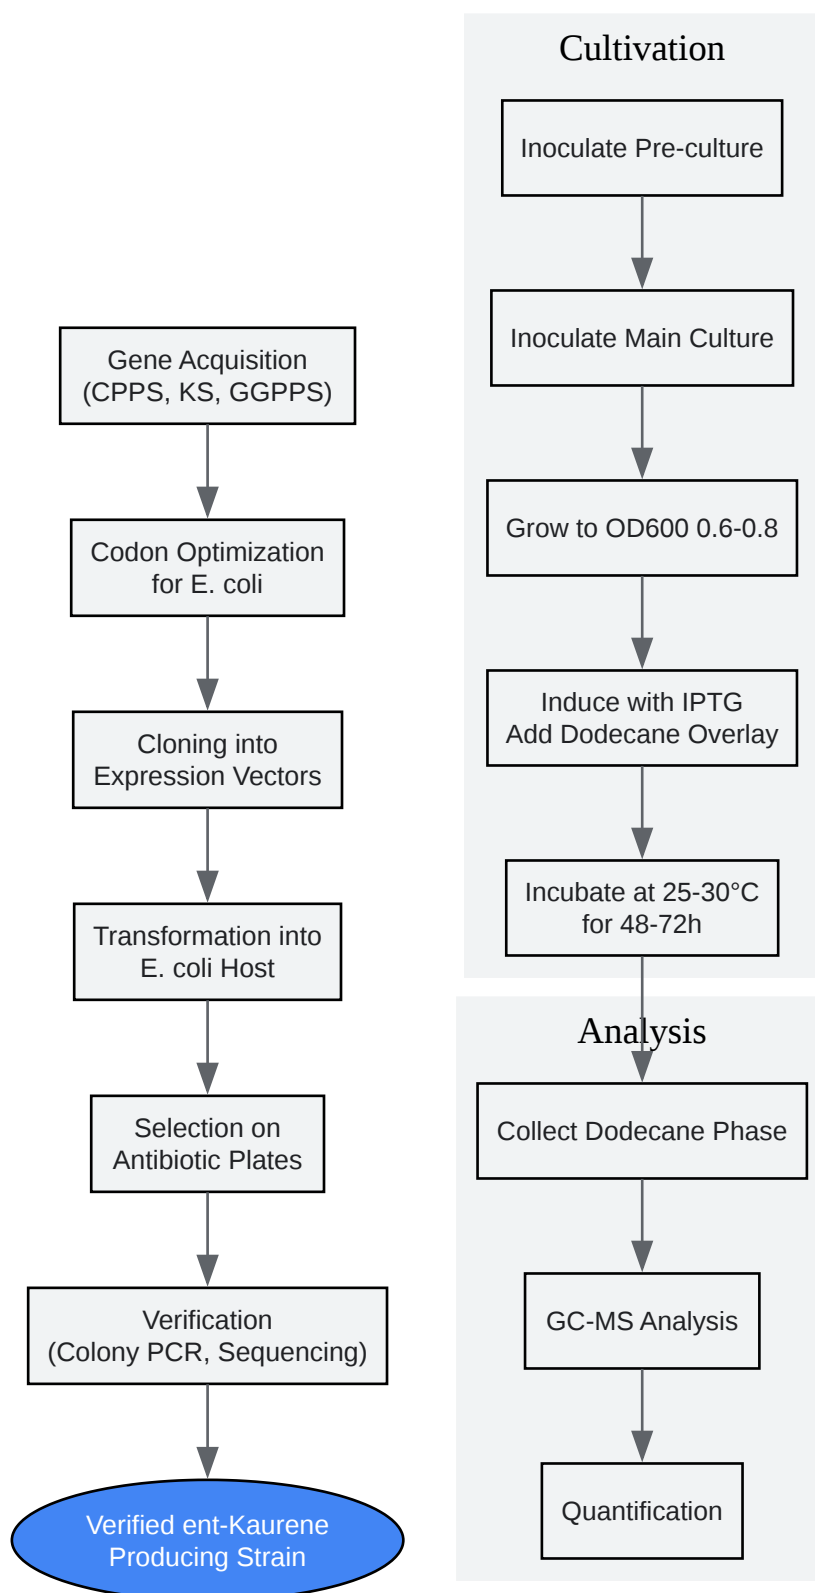 Gene Acquisition
(CPPS, KS, GGPPS)
Codon Optimization
for E. coli
Cloning into
Expression Vectors
Transformation into
E. coli Host
Selection on
Antibiotic Plates
Verification
(Colony PCR, Sequencing)
Verified ent-Kaurene
Producing Strain
Cultivation
Inoculate Pre-culture
Inoculate Main Culture
Grow to OD600 0.6-0.8
Induce with IPTG
Add Dodecane Overlay
Incubate at 25-30°C
for 48-72h
Analysis
Collect Dodecane Phase
GC-MS Analysis
Quantification